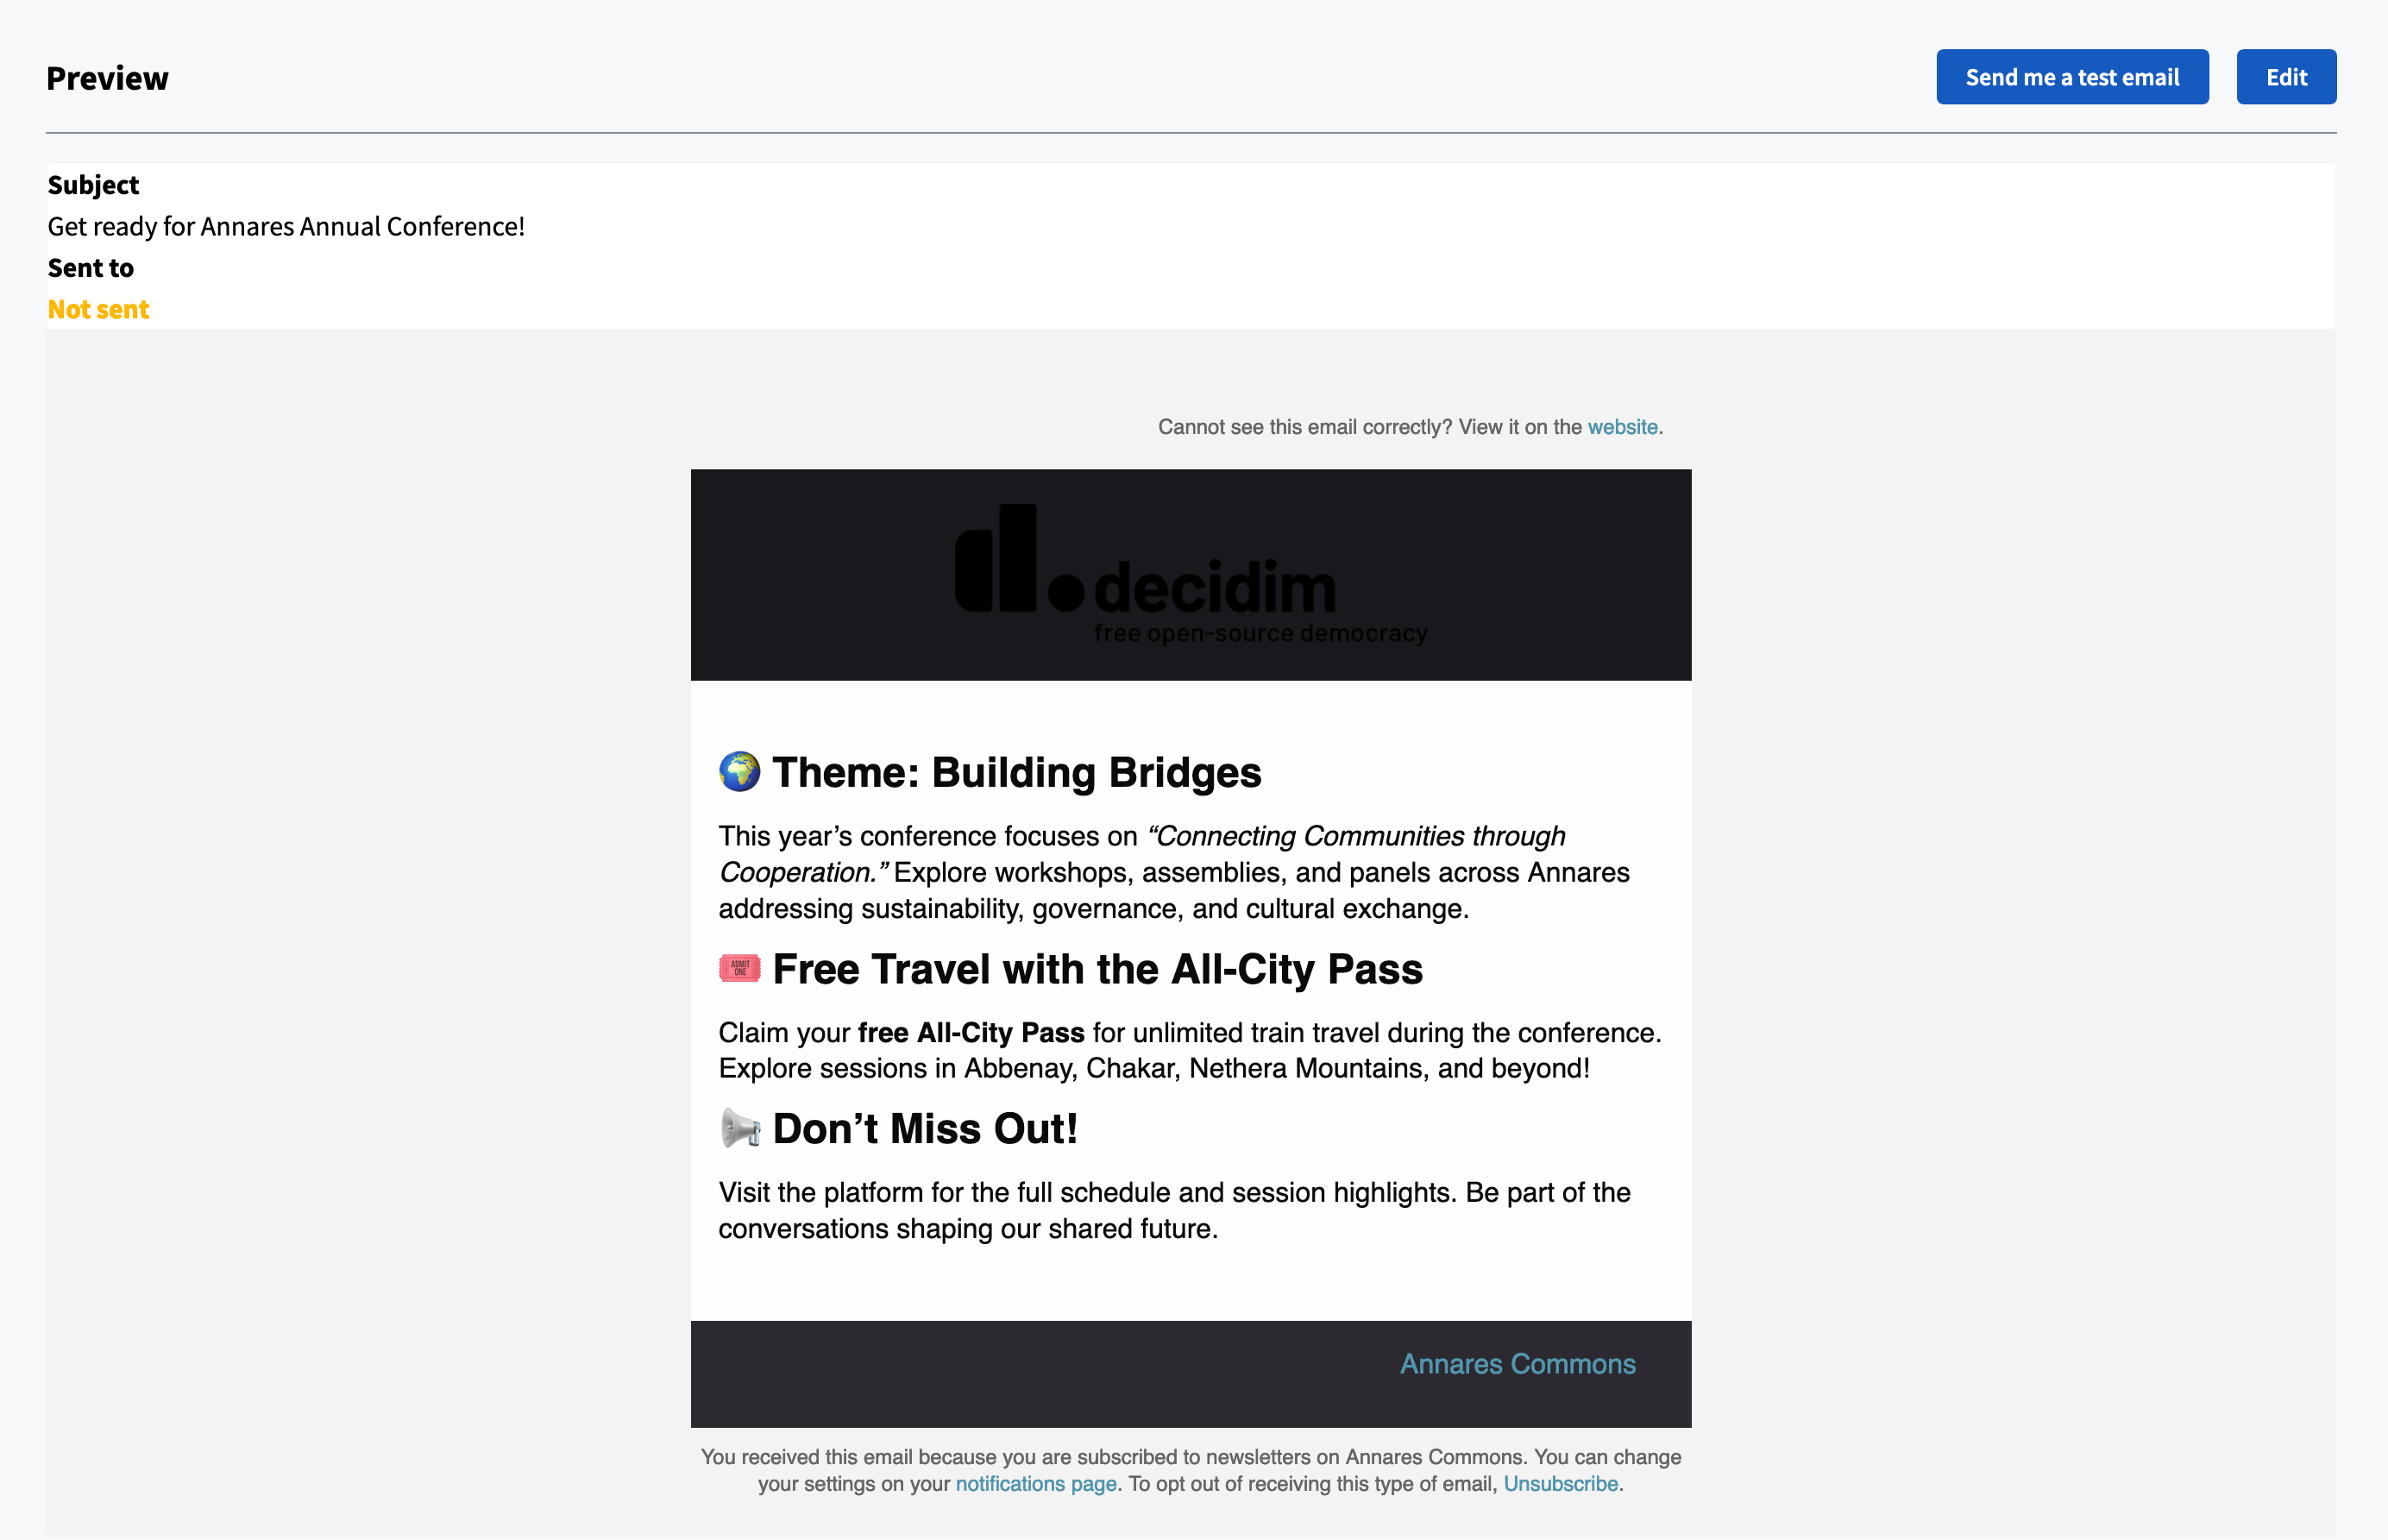 Preview
Send me a test email
Edit
Subject
Get ready for Annares Annual Conference!
Sent to
Not sent
Cannot see this email correctly? View it on the website.
decidim
free open-source democracy
🌍 Theme: Building Bridges
This year’s conference focuses on “Connecting Communities through
Cooperation.” Explore workshops, assemblies, and panels across Annares
addressing sustainability, governance, and cultural exchange.
ADMIT
ONE
🎟 Free Travel with the All-City Pass
Claim your free All-City Pass for unlimited train travel during the conference.
Explore sessions in Abbenay, Chakar, Nethera Mountains, and beyond!
📢 Don’t Miss Out!
Visit the platform for the full schedule and session highlights. Be part of the
conversations shaping our shared future.
Annares Commons
You received this email because you are subscribed to newsletters on Annares Commons. You can change
your settings on your notifications page. To opt out of receiving this type of email, Unsubscribe.